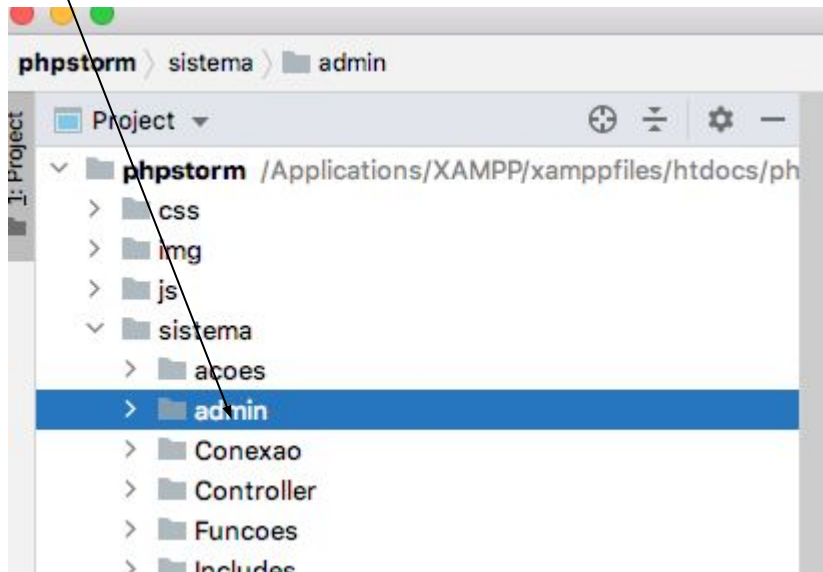 phpstorm sistema admin
1: Project
Project
phpstorm /Applications/XAMPP/xamppfiles/htdocs/ph
css
img
js
sistema
acoes
admin
Conexao
Controller
Funcoes
Includes